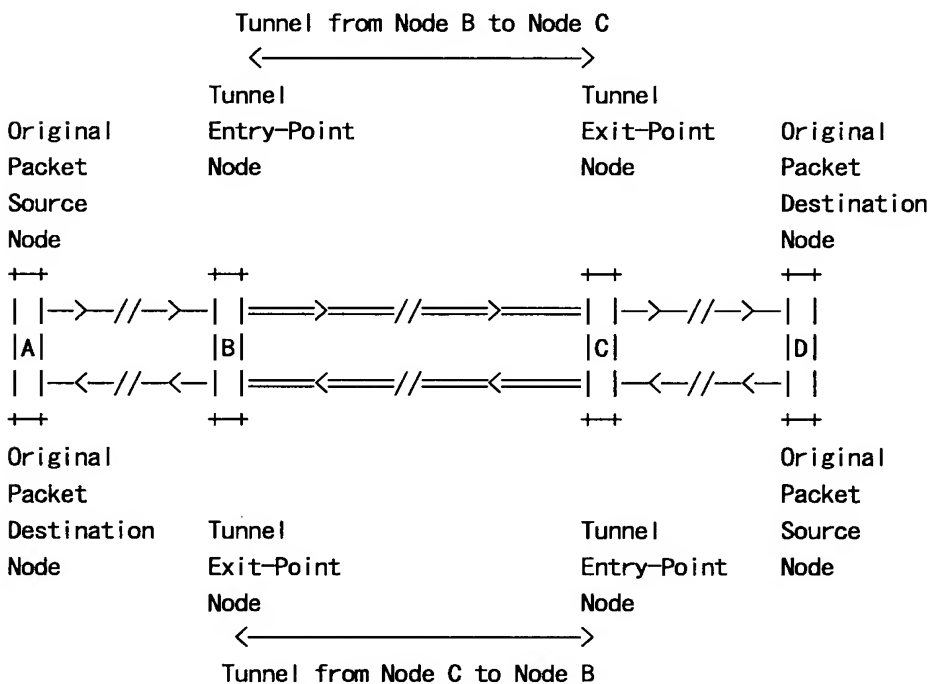 Tunnel from Node B to Node C
<---------------------->
Tunnel Tunnel
Original Entry-Point Exit-Point Original
Packet Node Node Packet
Source Destination
Node Node
+-+ +-+ +-+ +-+
| |->-//->-| |=====>=====//=====>=====| |->-//->-| |
|A| |B| |C| |D|
| |-<-//-<-| |=====<=====//=====<=====| |-<-//-<-| |
+-+ +-+ +-+ +-+
Original Original
Packet Packet
Destination Tunnel Tunnel Source
Node Exit-Point Entry-Point Node
Node Node
<---------------------->
Tunnel from Node C to Node B